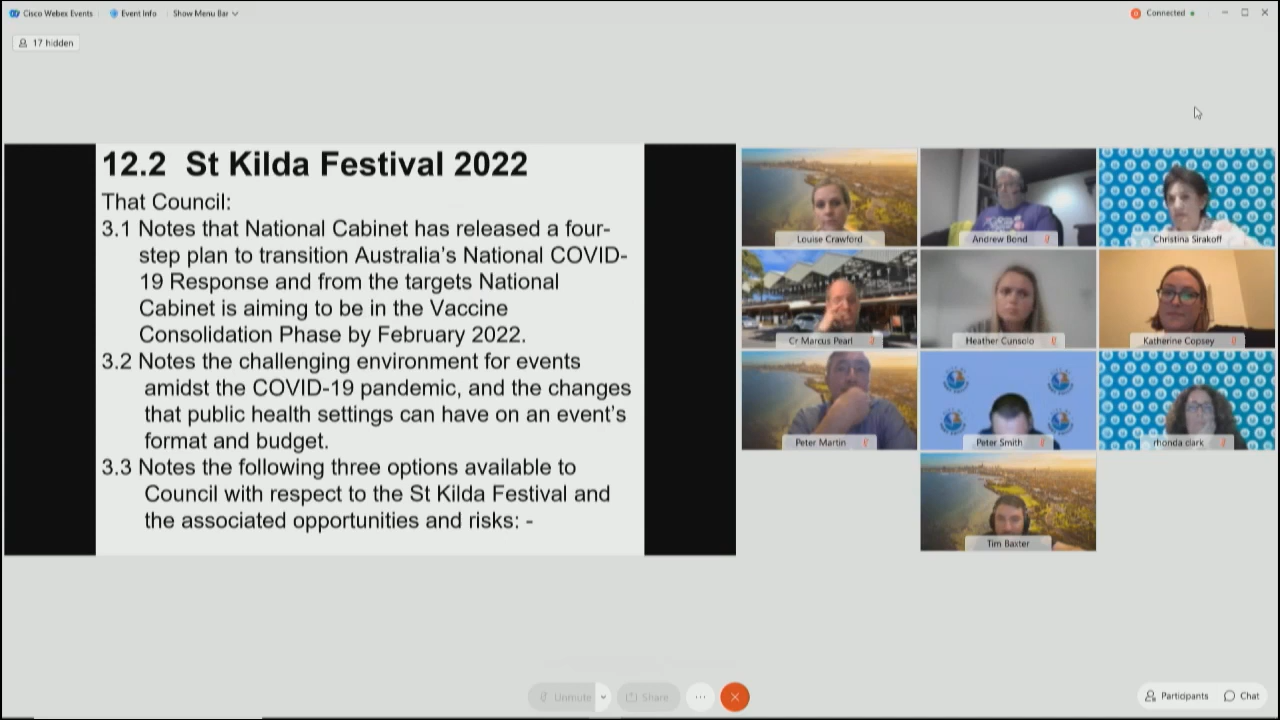 Cisco Webex Events
Event Info
Show Menu Bar
Connected
17 hidden
12.2 St Kilda Festival 2022
That Council:
3.1 Notes that National Cabinet has released a four-
step plan to transition Australia's National COVID-
19 Response and from the targets National
Cabinet is aiming to be in the Vaccine
Consolidation Phase by February 2022.
3.2 Notes the challenging environment for events
amidst the COVID-19 pandemic, and the changes
that public health settings can have on an event's
format and budget.
3.3 Notes the following three options available to
Council with respect to the St Kilda Festival and
the associated opportunities and risks: -
Louise Crawford
Andrew Bond
Christina Sirakoff
Cr Marcus Pearl
Heather Cunsolo
Katherine Copsey
Peter Martin
Peter Smith
rhonda clark
Tim Baxter
Unmute
Share
Participants
Chat